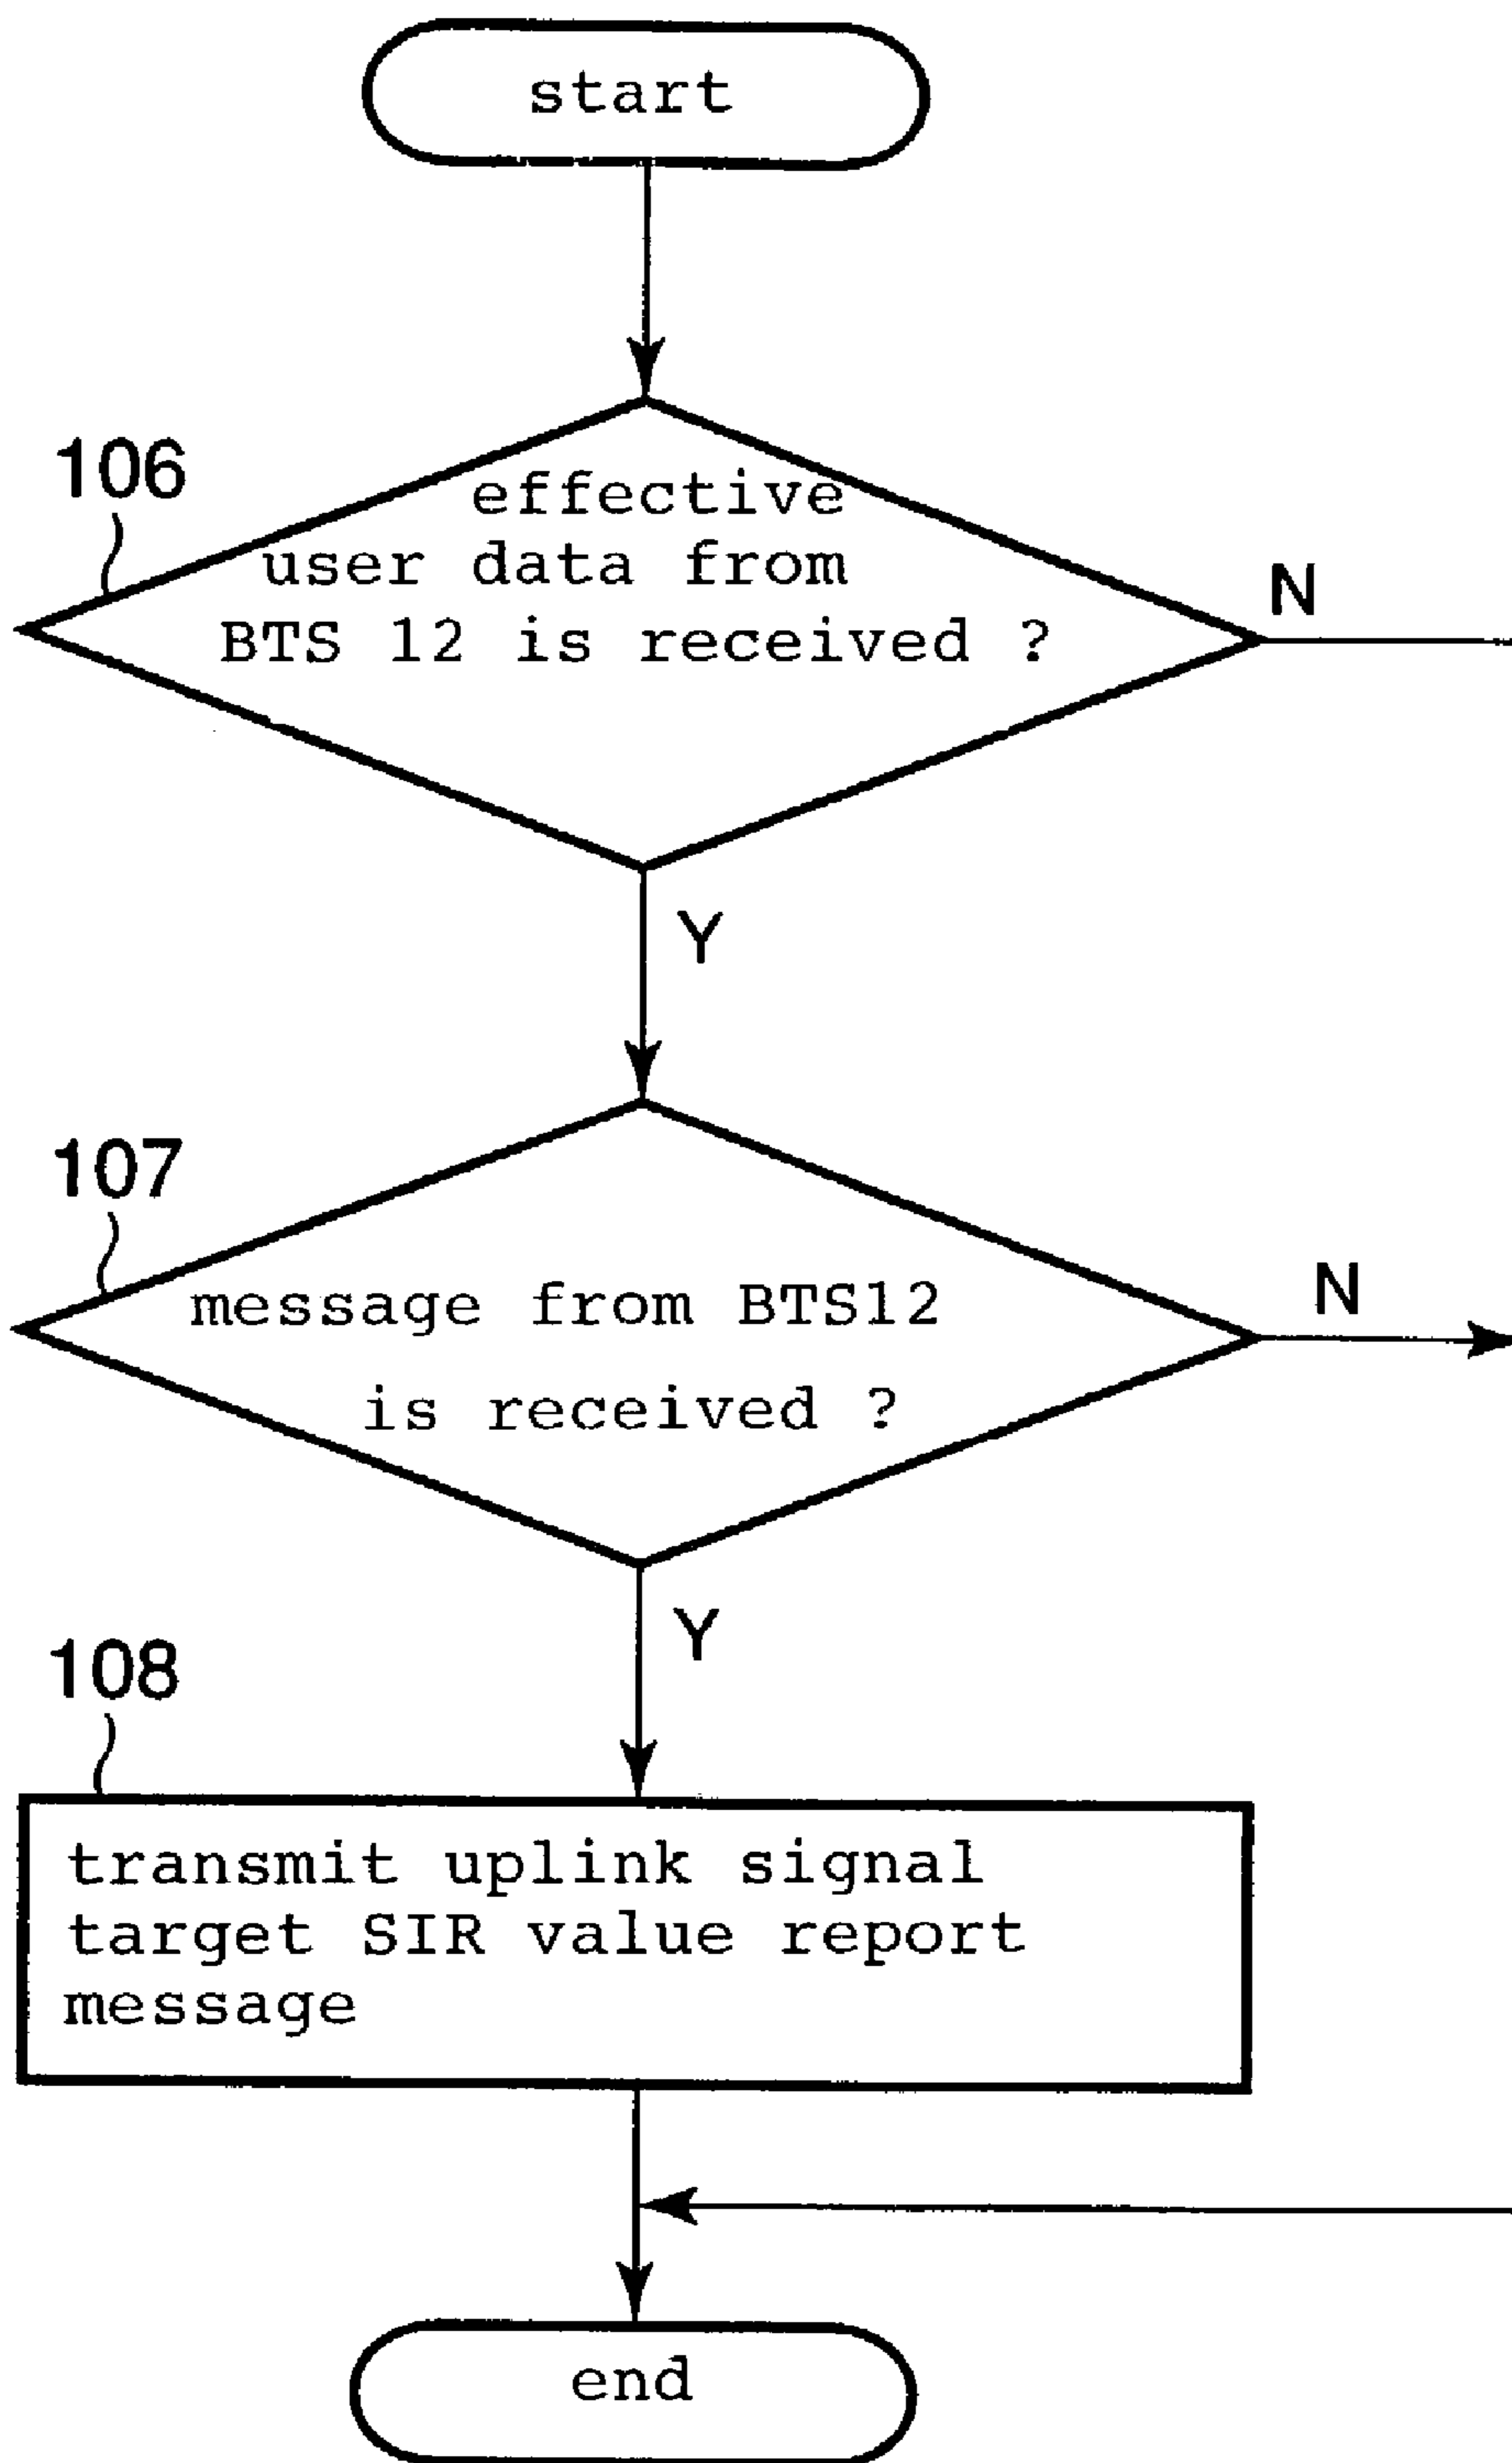 start
106
effective
user data from
BTS 12 is received ?
N
Y
107
message from BTS12
is received ?
N
Y
108
transmit uplink signal
target SIR value report
message
end